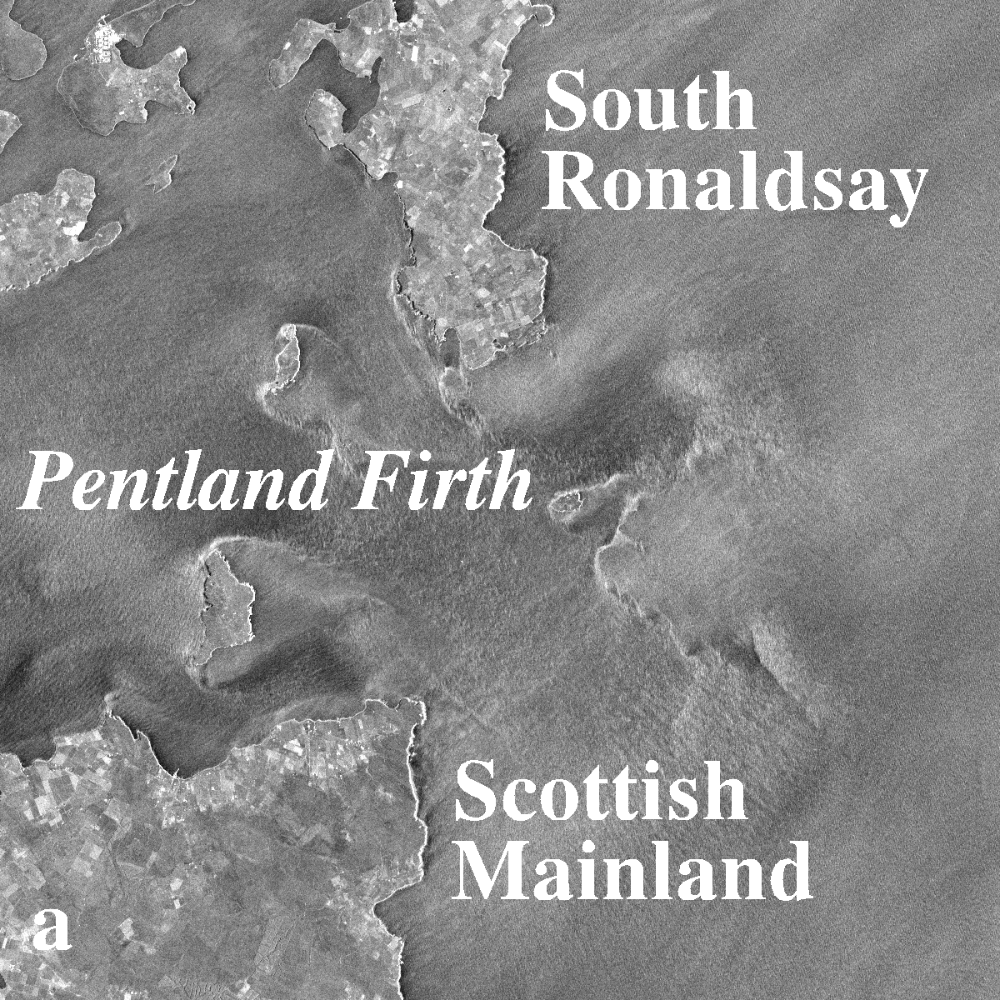 South
Ronaldsay
Pentland Firth
Scottish
Mainland
a